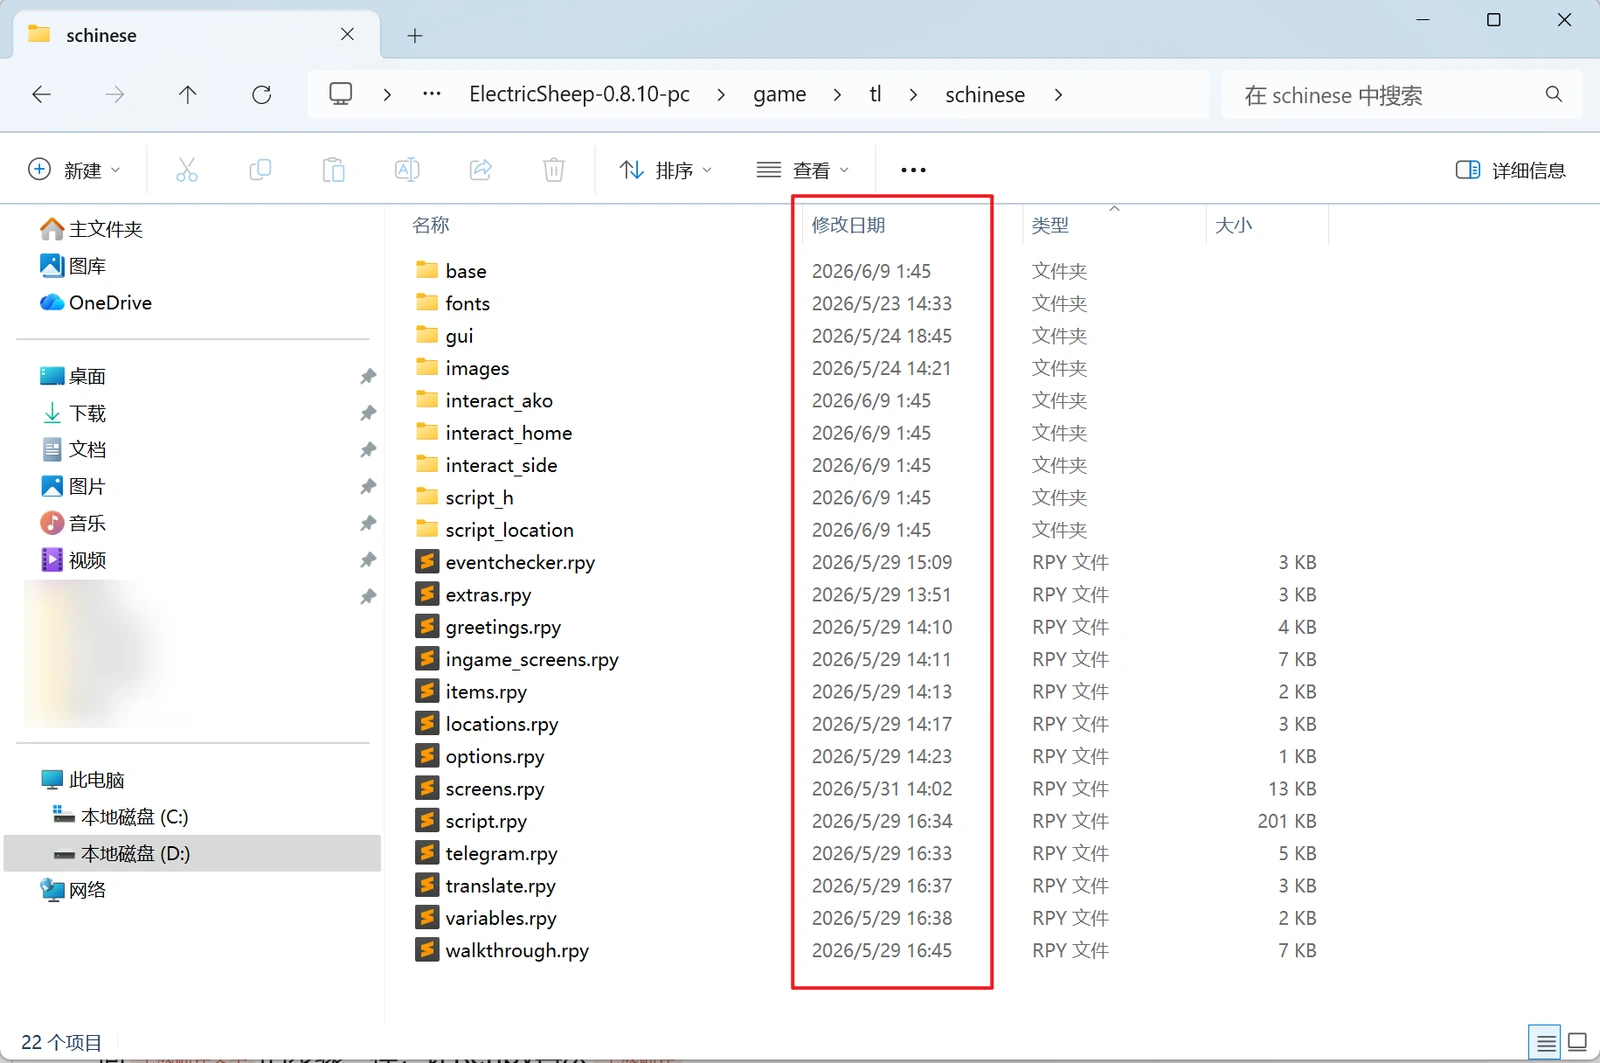 schinese
ElectricSheep-0.8.10-pc > game > tl > schinese >
在 schinese 中搜索
新建
排序
查看
详细信息
主文件夹
图库
OneDrive
桌面
下载
文档
图片
音乐
视频
此电脑
本地磁盘 (C:)
本地磁盘 (D:)
网络
名称 修改日期 类型 大小
base 2026/6/9 1:45 文件夹
fonts 2026/5/23 14:33 文件夹
gui 2026/5/24 18:45 文件夹
images 2026/5/24 14:21 文件夹
interact_ako 2026/6/9 1:45 文件夹
interact_home 2026/6/9 1:45 文件夹
interact_side 2026/6/9 1:45 文件夹
script_h 2026/6/9 1:45 文件夹
script_location 2026/6/9 1:45 文件夹
eventchecker.rpy 2026/5/29 15:09 RPY 文件 3 KB
extras.rpy 2026/5/29 13:51 RPY 文件 3 KB
greetings.rpy 2026/5/29 14:10 RPY 文件 4 KB
ingame_screens.rpy 2026/5/29 14:11 RPY 文件 7 KB
items.rpy 2026/5/29 14:13 RPY 文件 2 KB
locations.rpy 2026/5/29 14:17 RPY 文件 3 KB
options.rpy 2026/5/29 14:23 RPY 文件 1 KB
screens.rpy 2026/5/31 14:02 RPY 文件 13 KB
script.rpy 2026/5/29 16:34 RPY 文件 201 KB
telegram.rpy 2026/5/29 16:33 RPY 文件 5 KB
translate.rpy 2026/5/29 16:37 RPY 文件 3 KB
variables.rpy 2026/5/29 16:38 RPY 文件 2 KB
walkthrough.rpy 2026/5/29 16:45 RPY 文件 7 KB
22 个项目